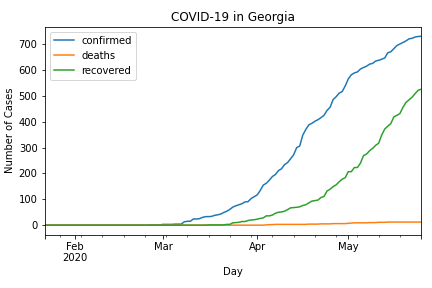 COVID-19 in Georgia
confirmed
deaths
recovered
Number of Cases
700
600
500
400
300
200
100
0
Feb
2020
Mar
Apr
May
Day